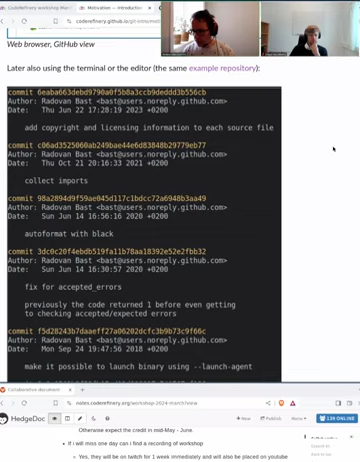 CodeRefinery workshop Mar
Motivation — Introduction
coderefinery.github.io/git-intro/motiv
Web browser, GitHub view
Later also using the terminal or the editor (the same example repository):
commit 6eaba663debd9790a0f5b8a3ccb9deddd3b556cb
Author: Radovan Bast <bast@users.noreply.github.com>
Date: Thu Jun 22 17:28:19 2023 +0200
add copyright and licensing information to each source file
commit c06ad3525060ab249bae44e6d83848b29779eb77
Author: Radovan Bast <bast@users.noreply.github.com>
Date: Thu Oct 21 20:16:33 2021 +0200
collect imports
commit 98a2894d9f59ae045d117c1bdcc72a6948b3aa49
Author: Radovan Bast <bast@users.noreply.github.com>
Date: Sun Jun 14 16:56:16 2020 +0200
autoformat with black
commit 3dc0c20f4ebdb519fa11b78aa18392e52e2fbb32
Author: Radovan Bast <bast@users.noreply.github.com>
Date: Sun Jun 14 16:30:57 2020 +0200
fix for accepted_errors
previously the code returned 1 before even getting
to checking accepted/expected errors
commit f5d28243b7daaeff27a06202dcfc3b9b73c9f66c
Author: Radovan Bast <bast@users.noreply.github.com>
Date: Mon Sep 24 19:47:56 2018 +0200
make it possible to launch binary using --launch-agent
Collaborative document
notes.coderefinery.org/workshop-2024-march?view
HedgeDoc
New
Publish
Menu
139 ONLINE
Otherwise expect the credit in mid-May - June.
If i will miss one day can i find a recording of workshop
Yes, they will be on twitch for 1 week immediately and will also be placed on youtube
Expand all
Back to top